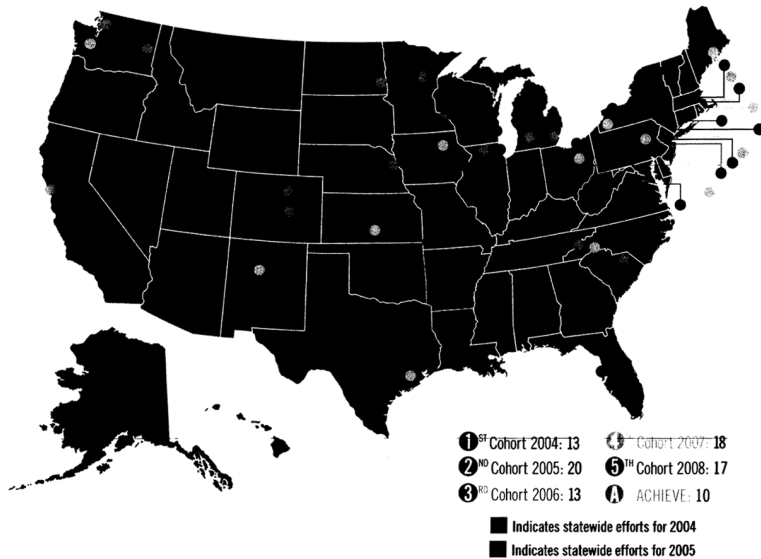 1ST Cohort 2004: 13
4 Cohort 2007: 18
2ND Cohort 2005: 20
5TH Cohort 2008: 17
3RD Cohort 2006: 13
A ACHIEVE: 10
Indicates statewide efforts for 2004
Indicates statewide efforts for 2005